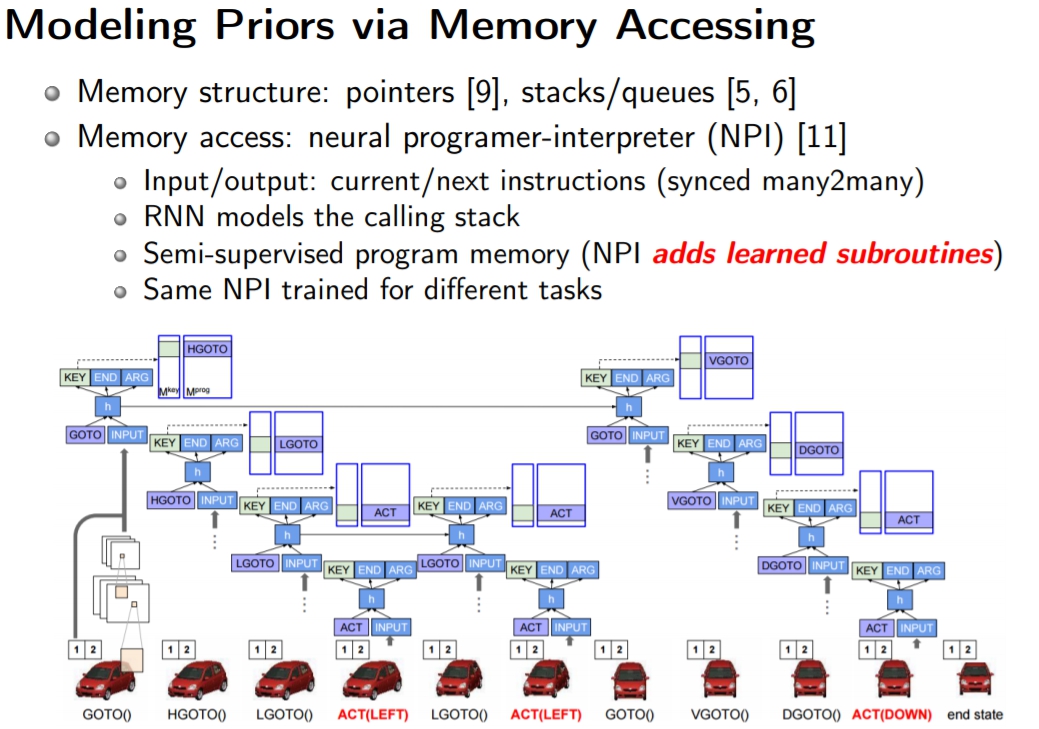 Modeling Priors via Memory Accessing
Memory structure: pointers [9], stacks/queues [5, 6]
Memory access: neural programer-interpreter (NPI) [11]
Input/output: current/next instructions (synced many2many)
RNN models the calling stack
Semi-supervised program memory (NPI adds learned subroutines)
Same NPI trained for different tasks
HGOTO
VGOTO
KEY END ARG
Mkey Mprog
KEY END ARG
h
h
GOTO INPUT
GOTO INPUT
KEY END ARG
LGOTO
KEY END ARG
DGOTO
h
h
HGOTO INPUT
VGOTO INPUT
KEY END ARG
ACT
KEY END ARG
ACT
KEY END ARG
ACT
h
h
h
LGOTO INPUT
LGOTO INPUT
DGOTO INPUT
KEY END ARG
KEY END ARG
KEY END ARG
h
h
h
ACT INPUT
ACT INPUT
ACT INPUT
1 2
1 2
1 2
1 2
1 2
1 2
1 2
1 2
1 2
1 2
1 2
GOTO() HGOTO() LGOTO() ACT(LEFT) LGOTO() ACT(LEFT) GOTO() VGOTO() DGOTO() ACT(DOWN) end state